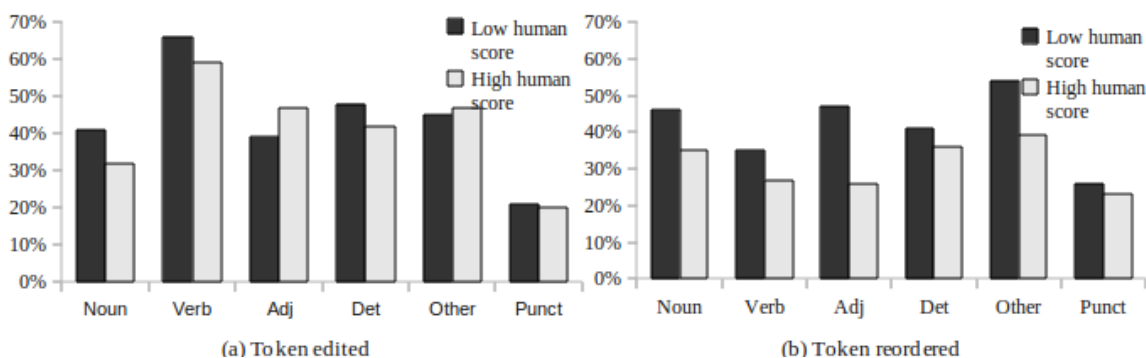 70%
60%
50%
40%
30%
20%
10%
0%
Low human
score
High human
score
Noun Verb Adj Det Other Punct
(a) Token edited
70%
60%
50%
40%
30%
20%
10%
0%
Low human
score
High human
score
Noun Verb Adj Det Other Punct
(b) Token reordered